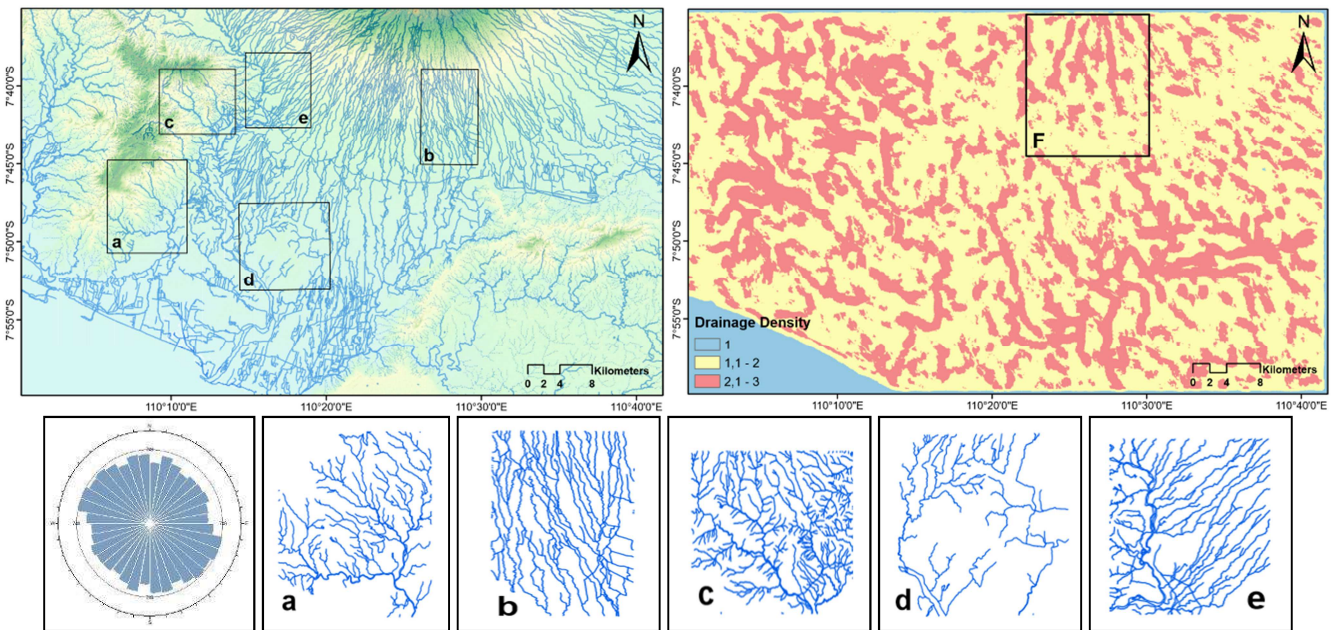 N
7°40'0"S
7°45'0"S
7°50'0"S
7°55'0"S
c
e
b
a
d
Kilometers
0 2 4 8
110°10'0"E
110°20'0"E
110°30'0"E
110°40'0"E
N
7°40'0"S
7°45'0"S
7°50'0"S
7°55'0"S
F
Drainage Density
1
1,1 - 2
2,1 - 3
Kilometers
0 2 4 8
110°10'0"E
110°20'0"E
110°30'0"E
110°40'0"E
N
E
S
a
b
c
d
e